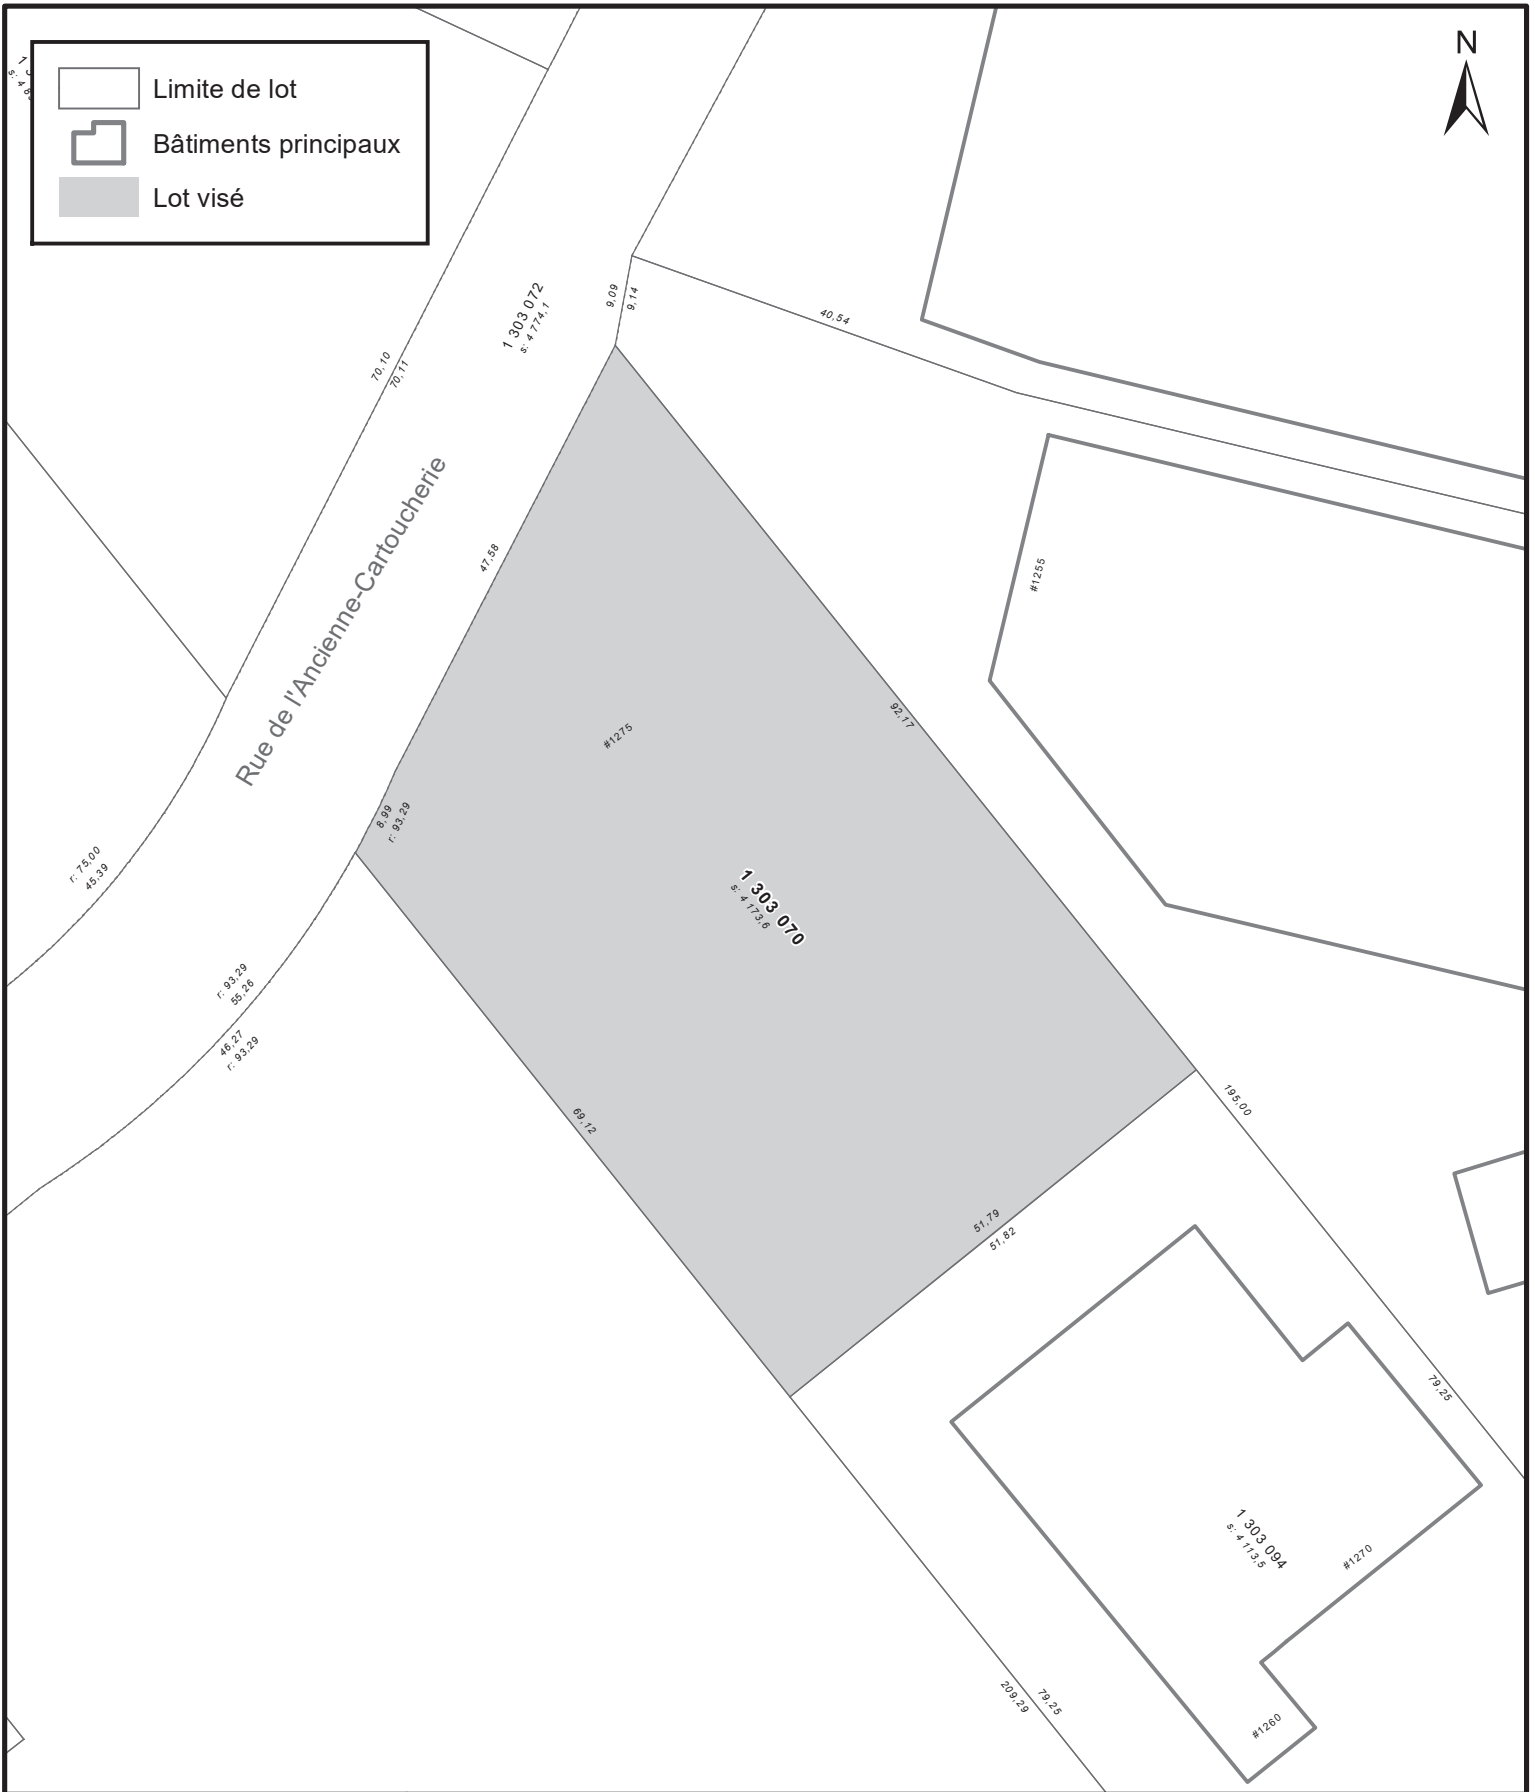 N
Limite de lot
Bâtiments principaux
Lot visé
1 303 072
s: 4 774,1
9,09
9,14
40,54
70,10
70,11
Rue de l'Ancienne-Cartoucherie
47,58
#1255
92,17
#1275
8,99
r: 93,29
r: 75,00
45,39
1 303 070
s: 4 173,6
r: 93,29
55,26
46,27
r: 93,29
69,12
195,00
51,79
51,82
79,25
1 303 094
s: 4 113,5
#1270
209,29
79,25
#1260